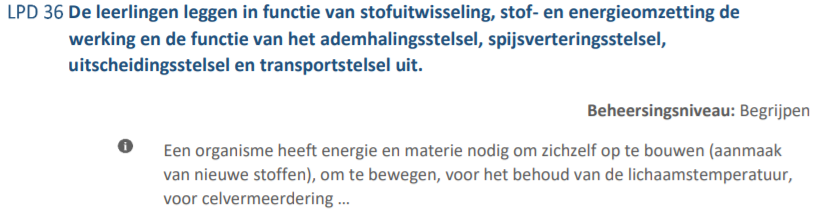 LPD 36 De leerlingen leggen in functie van stofuitwisseling, stof- en energieomzetting de
werking en de functie van het ademhalingsstelsel, spijsverteringsstelsel,
uitscheidingsstelsel en transportstelsel uit.
Beheersingsniveau: Begrijpen
Een organisme heeft energie en materie nodig om zichzelf op te bouwen (aanmaak
van nieuwe stoffen), om te bewegen, voor het behoud van de lichaamstemperatuur,
voor celvermeerdering ...